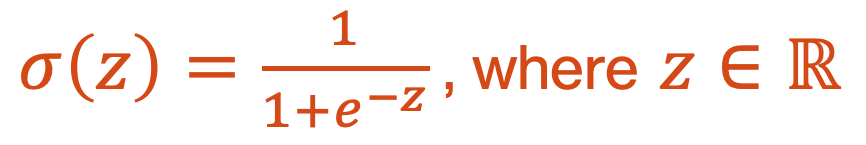 σ(z) = 1/(1+e^{−z}), where z ∈ ℝ